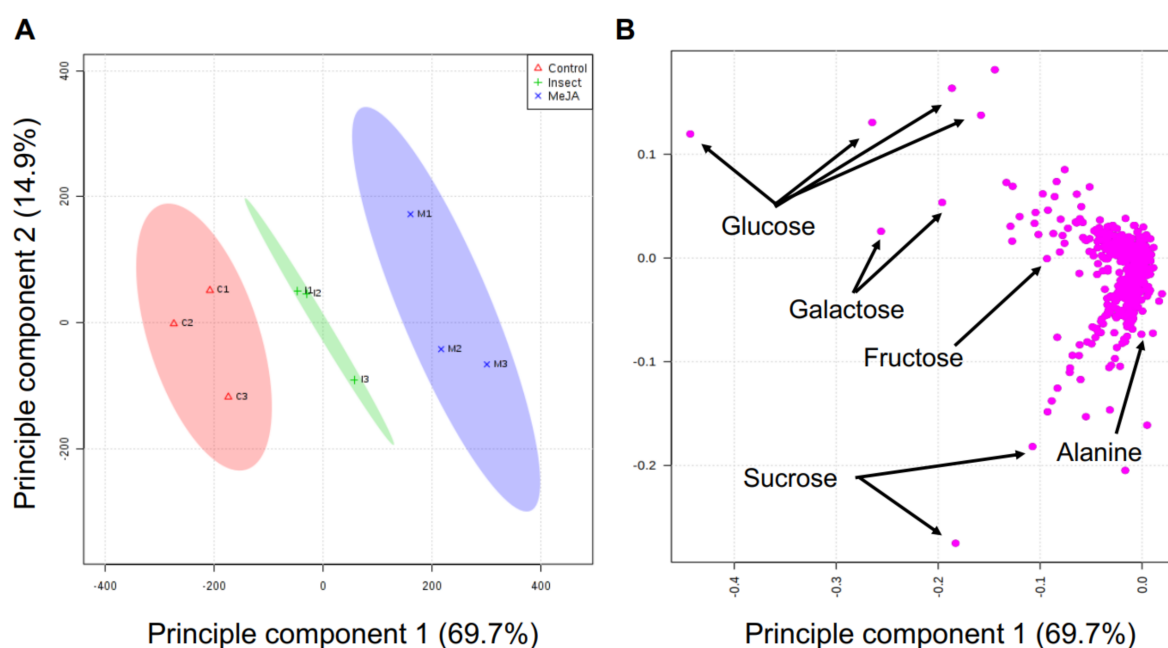 A
B
Principle component 2 (14.9%)
400
200
0
-200
Control
Insect
MeJA
C1
C2
C3
I1
I2
I3
M1
M2
M3
-400
-200
0
200
400
Principle component 1 (69.7%)
0.1
0.0
-0.1
-0.2
Glucose
Galactose
Fructose
Alanine
Sucrose
-0.4
-0.3
-0.2
-0.1
0.0
Principle component 1 (69.7%)